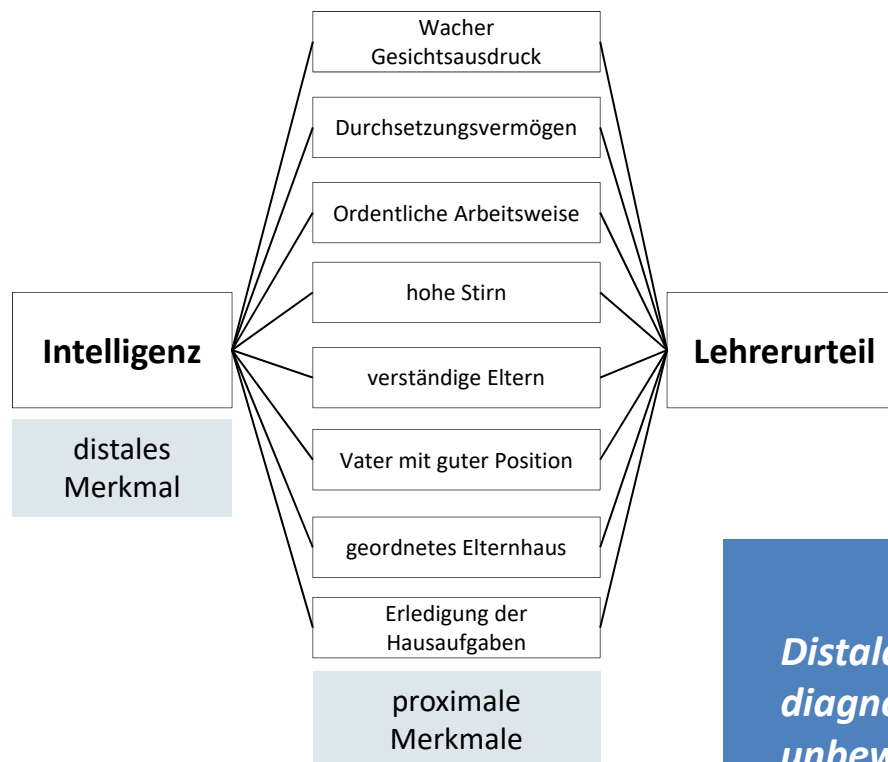 Wacher
Gesichtsausdruck
Durchsetzungsvermögen
Ordentliche Arbeitsweise
hohe Stirn
Intelligenz
Lehrerurteil
verständige Eltern
distales
Merkmal
Vater mit guter Position
geordnetes Elternhaus
Erledigung der
Hausaufgaben
proximale
Merkmale